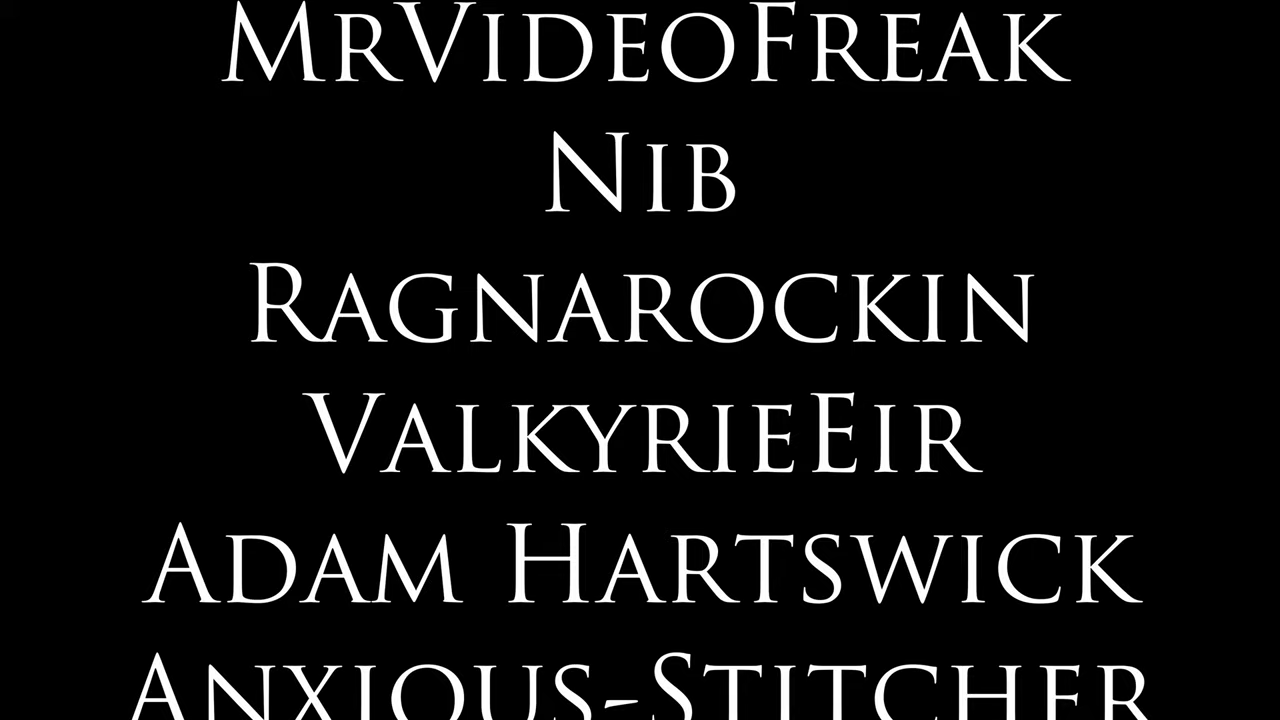 MrVideoFreak
Nib
Ragnarockin
ValkyrieEir
Adam Hartswick
Anxious-Stitcher